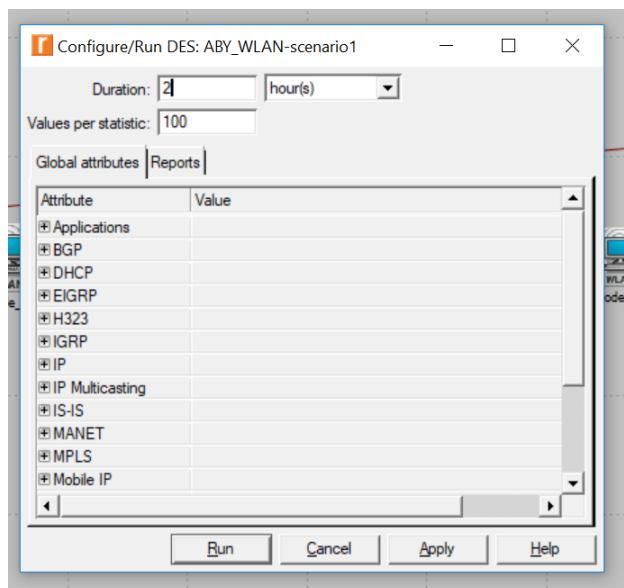 r Configure/Run DES: ABY_WLAN-scenario1
Duration: 2 hour(s)
Values per statistic: 100
Global attributes Reports
Attribute Value
Applications
BGP
DHCP
EIGRP
H323
IGRP
IP
IP Multicasting
IS-IS
MANET
MPLS
Mobile IP
Run Cancel Apply Help